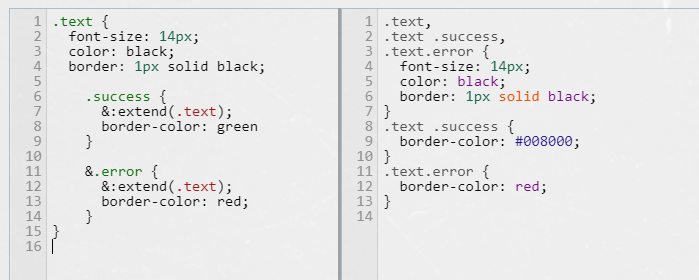 1 .text {
2   font-size: 14px;
3   color: black;
4   border: 1px solid black;
5
6     .success {
7       &:extend(.text);
8       border-color: green
9     }
10
11     &.error {
12       &:extend(.text);
13       border-color: red;
14     }
15 }
16
1 .text,
2 .text .success,
3 .text.error {
4   font-size: 14px;
5   color: black;
6   border: 1px solid black;
7 }
8 .text .success {
9   border-color: #008000;
10 }
11 .text.error {
12   border-color: red;
13 }
14